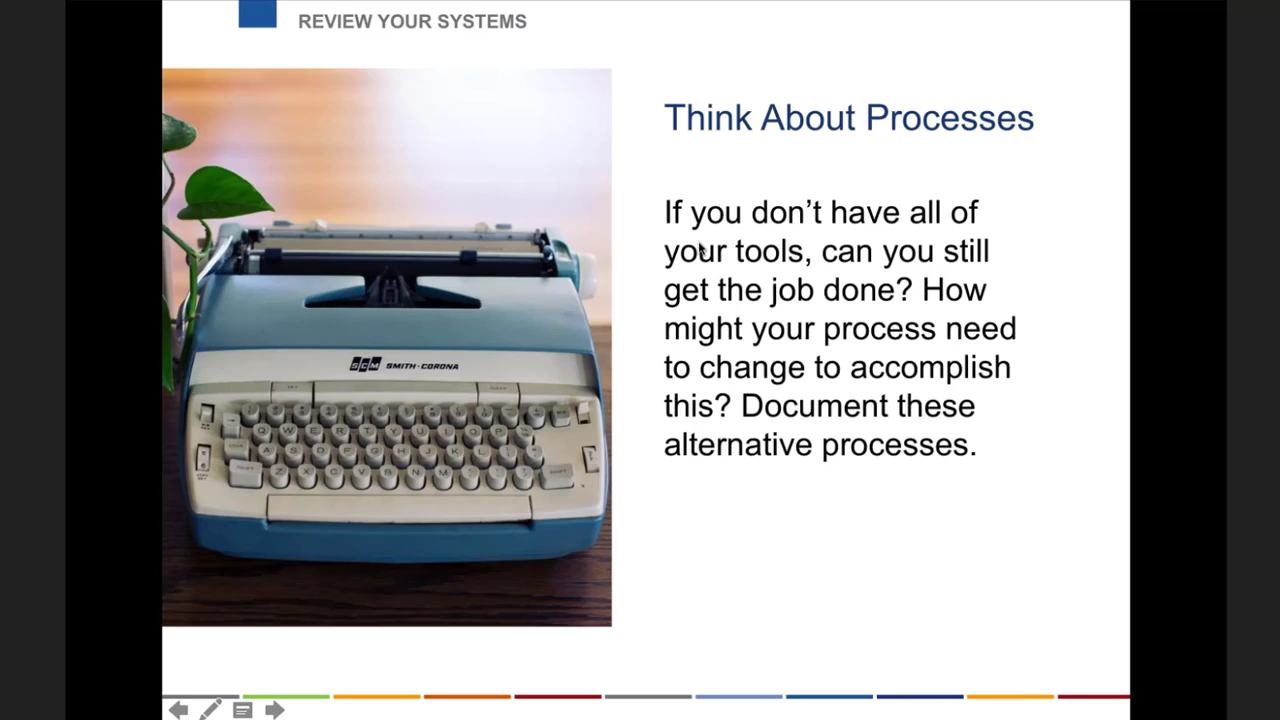 REVIEW YOUR SYSTEMS
Think About Processes
If you don't have all of
your tools, can you still
get the job done? How
might your process need
to change to accomplish
this? Document these
alternative processes.
SCM SMITH-CORONA
Q W E R T Y U I O P
A S D F G H J K L
Z X C V B N M